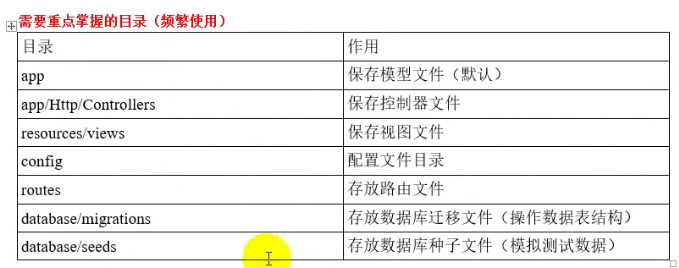 需要重点掌握的目录（频繁使用）
目录 作用
app 保存模型文件（默认）
app/Http/Controllers 保存控制器文件
resources/views 保存视图文件
config 配置文件目录
routes 存放路由文件
database/migrations 存放数据库迁移文件（操作数据表结构）
database/seeds 存放数据库种子文件（模拟测试数据）